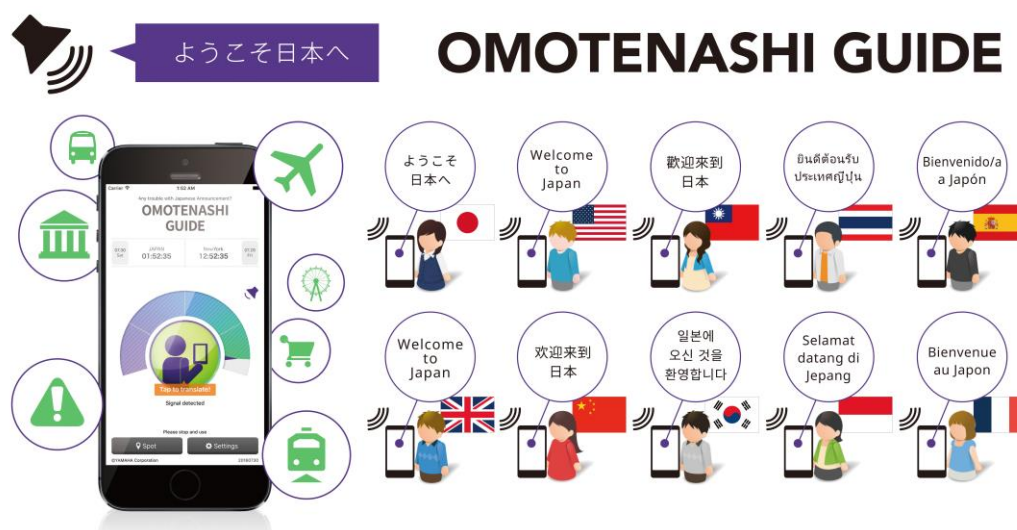 ようこそ日本へ
OMOTENASHI GUIDE
Carrier
1:52 AM
Any trouble with Japanese Announcement?
OMOTENASHI
GUIDE
JAPAN
01:52:35
New York
12:52:35
Sat
Fri
Tap to translate!
Signal detected
Please stop and use
Spot
Settings
©YAMAHA Corporation
ようこそ
日本へ
Welcome
to
Japan
歡迎來到
日本
ยินดีต้อนรับ
ประเทศญี่ปุ่น
Bienvenido/a
a Japón
Welcome
to
Japan
欢迎来到
日本
일본에
오신 것을
환영합니다
Selamat
datang di
Jepang
Bienvenue
au Japon